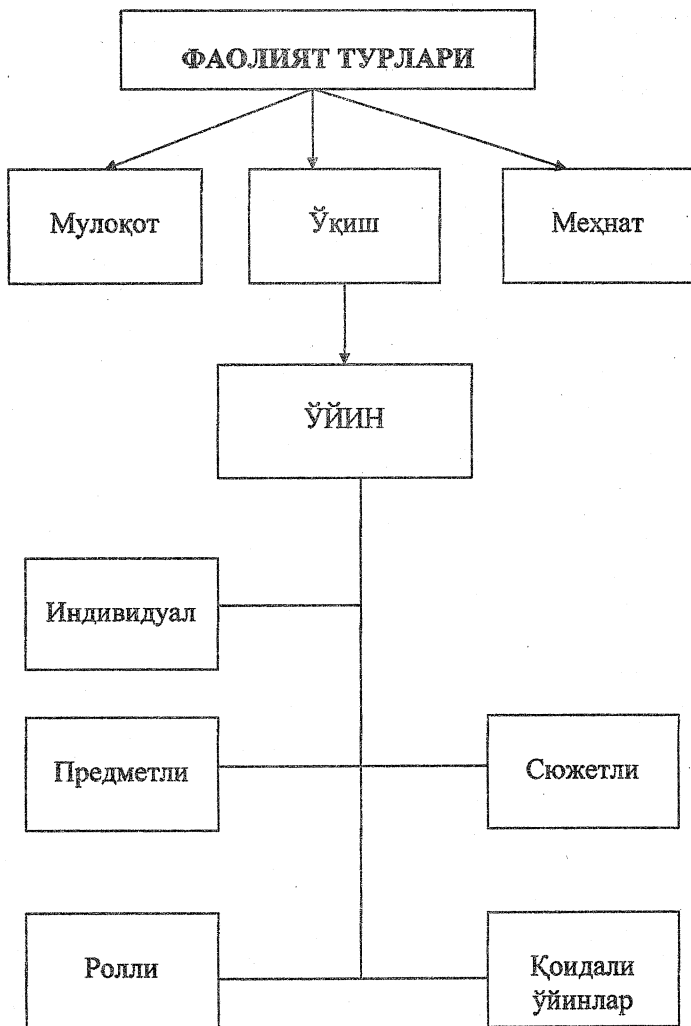 ФАОЛИЯТ ТУРЛАРИ
Мулоқот
Ўқиш
Меҳнат
ЎЙИН
Индивидуал
Предметли
Сюжетли
Ролли
Қоидали
ўйинлар